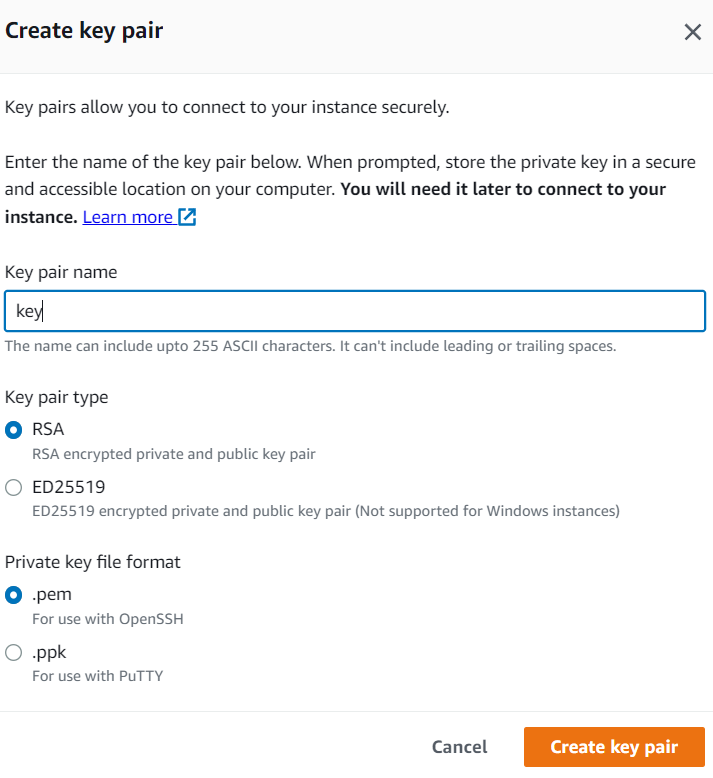 Create key pair
Key pairs allow you to connect to your instance securely.
Enter the name of the key pair below. When prompted, store the private key in a secure
and accessible location on your computer. You will need it later to connect to your
instance. Learn more
Key pair name
key
The name can include upto 255 ASCII characters. It can't include leading or trailing spaces.
Key pair type
RSA
RSA encrypted private and public key pair
ED25519
ED25519 encrypted private and public key pair (Not supported for Windows instances)
Private key file format
.pem
For use with OpenSSH
.ppk
For use with PuTTY
Cancel
Create key pair